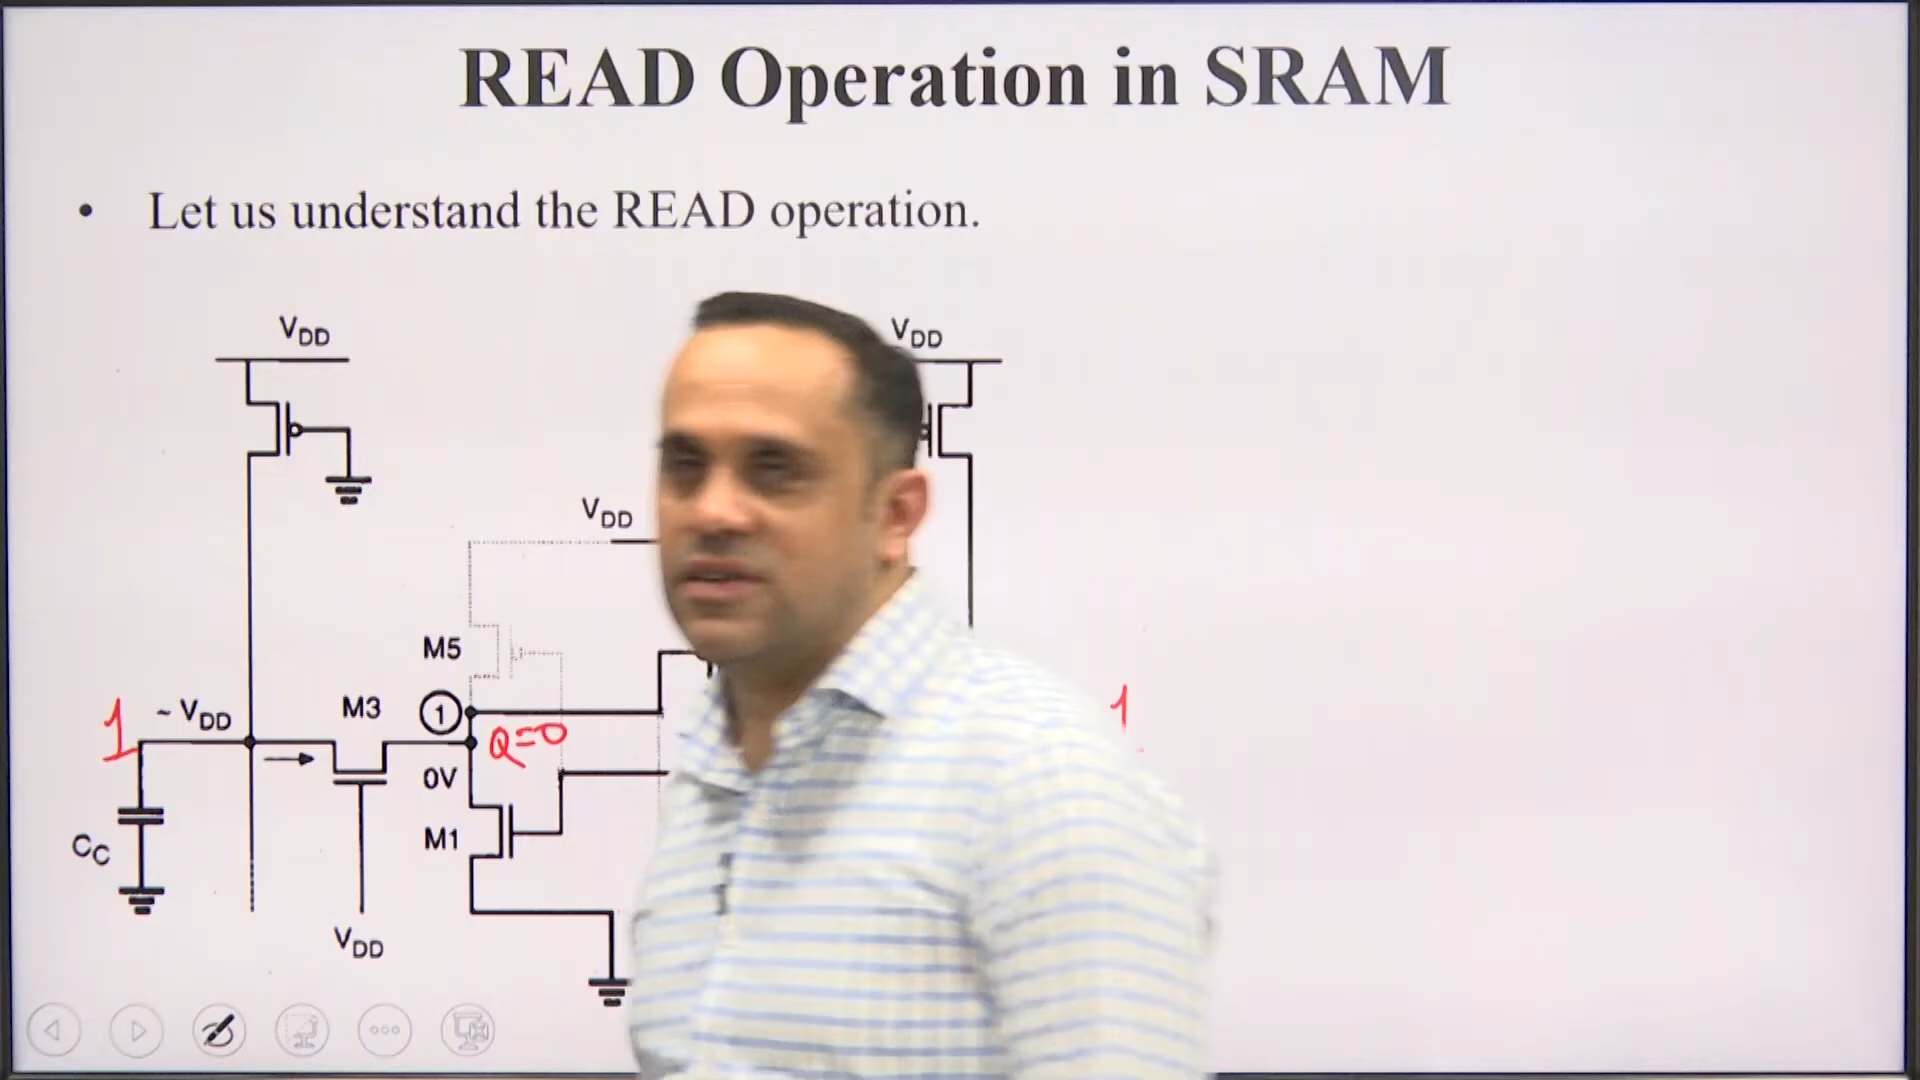 READ Operation in SRAM
• Let us understand the READ operation.
VDD
VDD
VDD
M5
1
~ VDD
M3
1
Q=0
1
0V
M1
CC
VDD